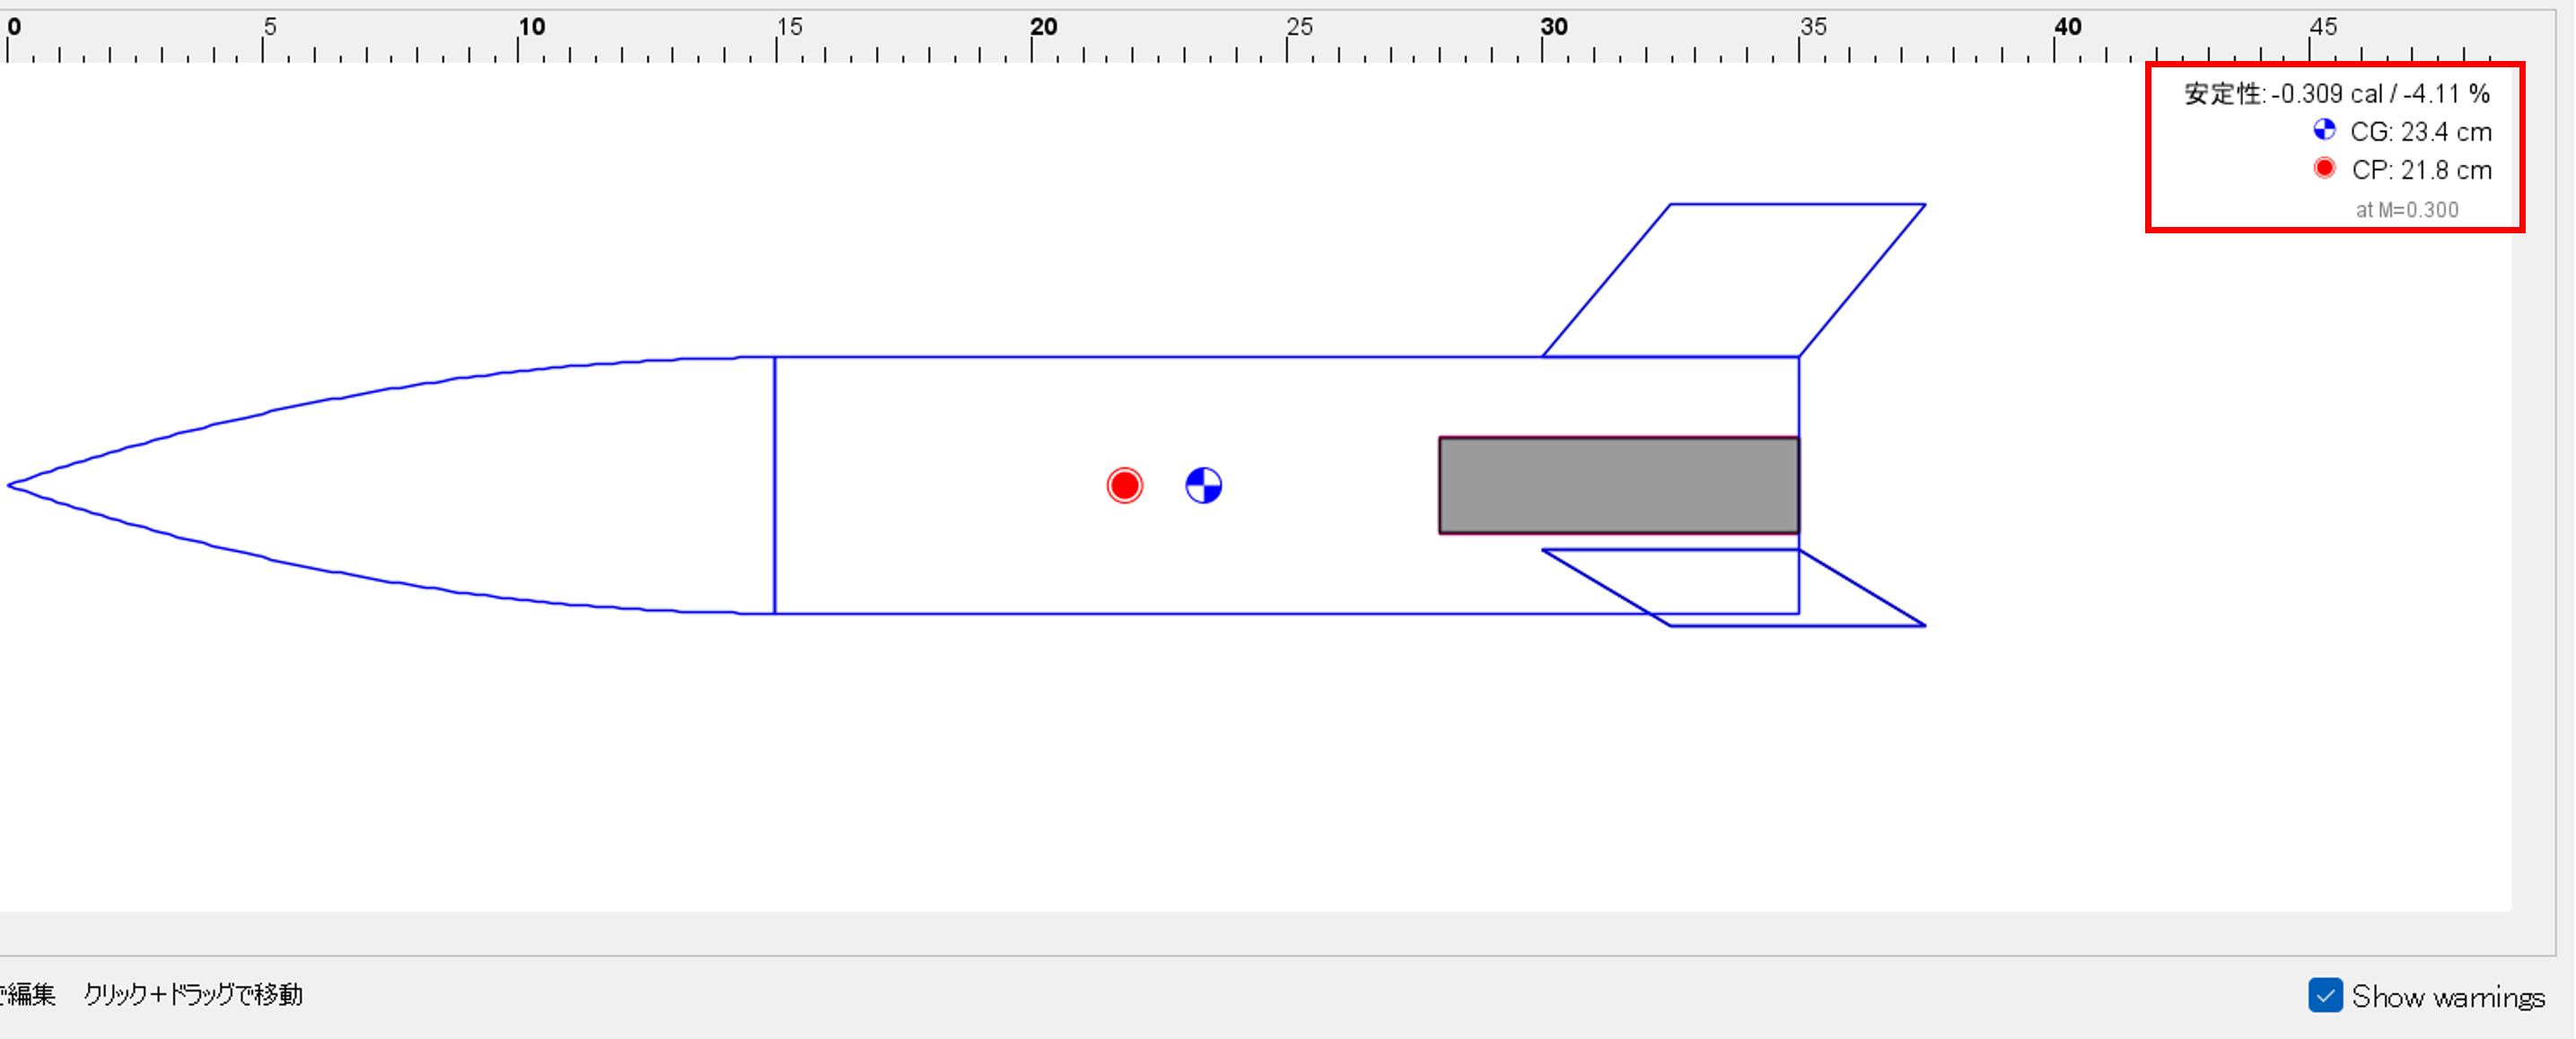 0 5 10 15 20 25 30 35 40 45
安定性: -0.309 cal / -4.11 %
CG: 23.4 cm
CP: 21.8 cm
at M=0.300
で編集 クリック+ドラッグで移動
Show warnings